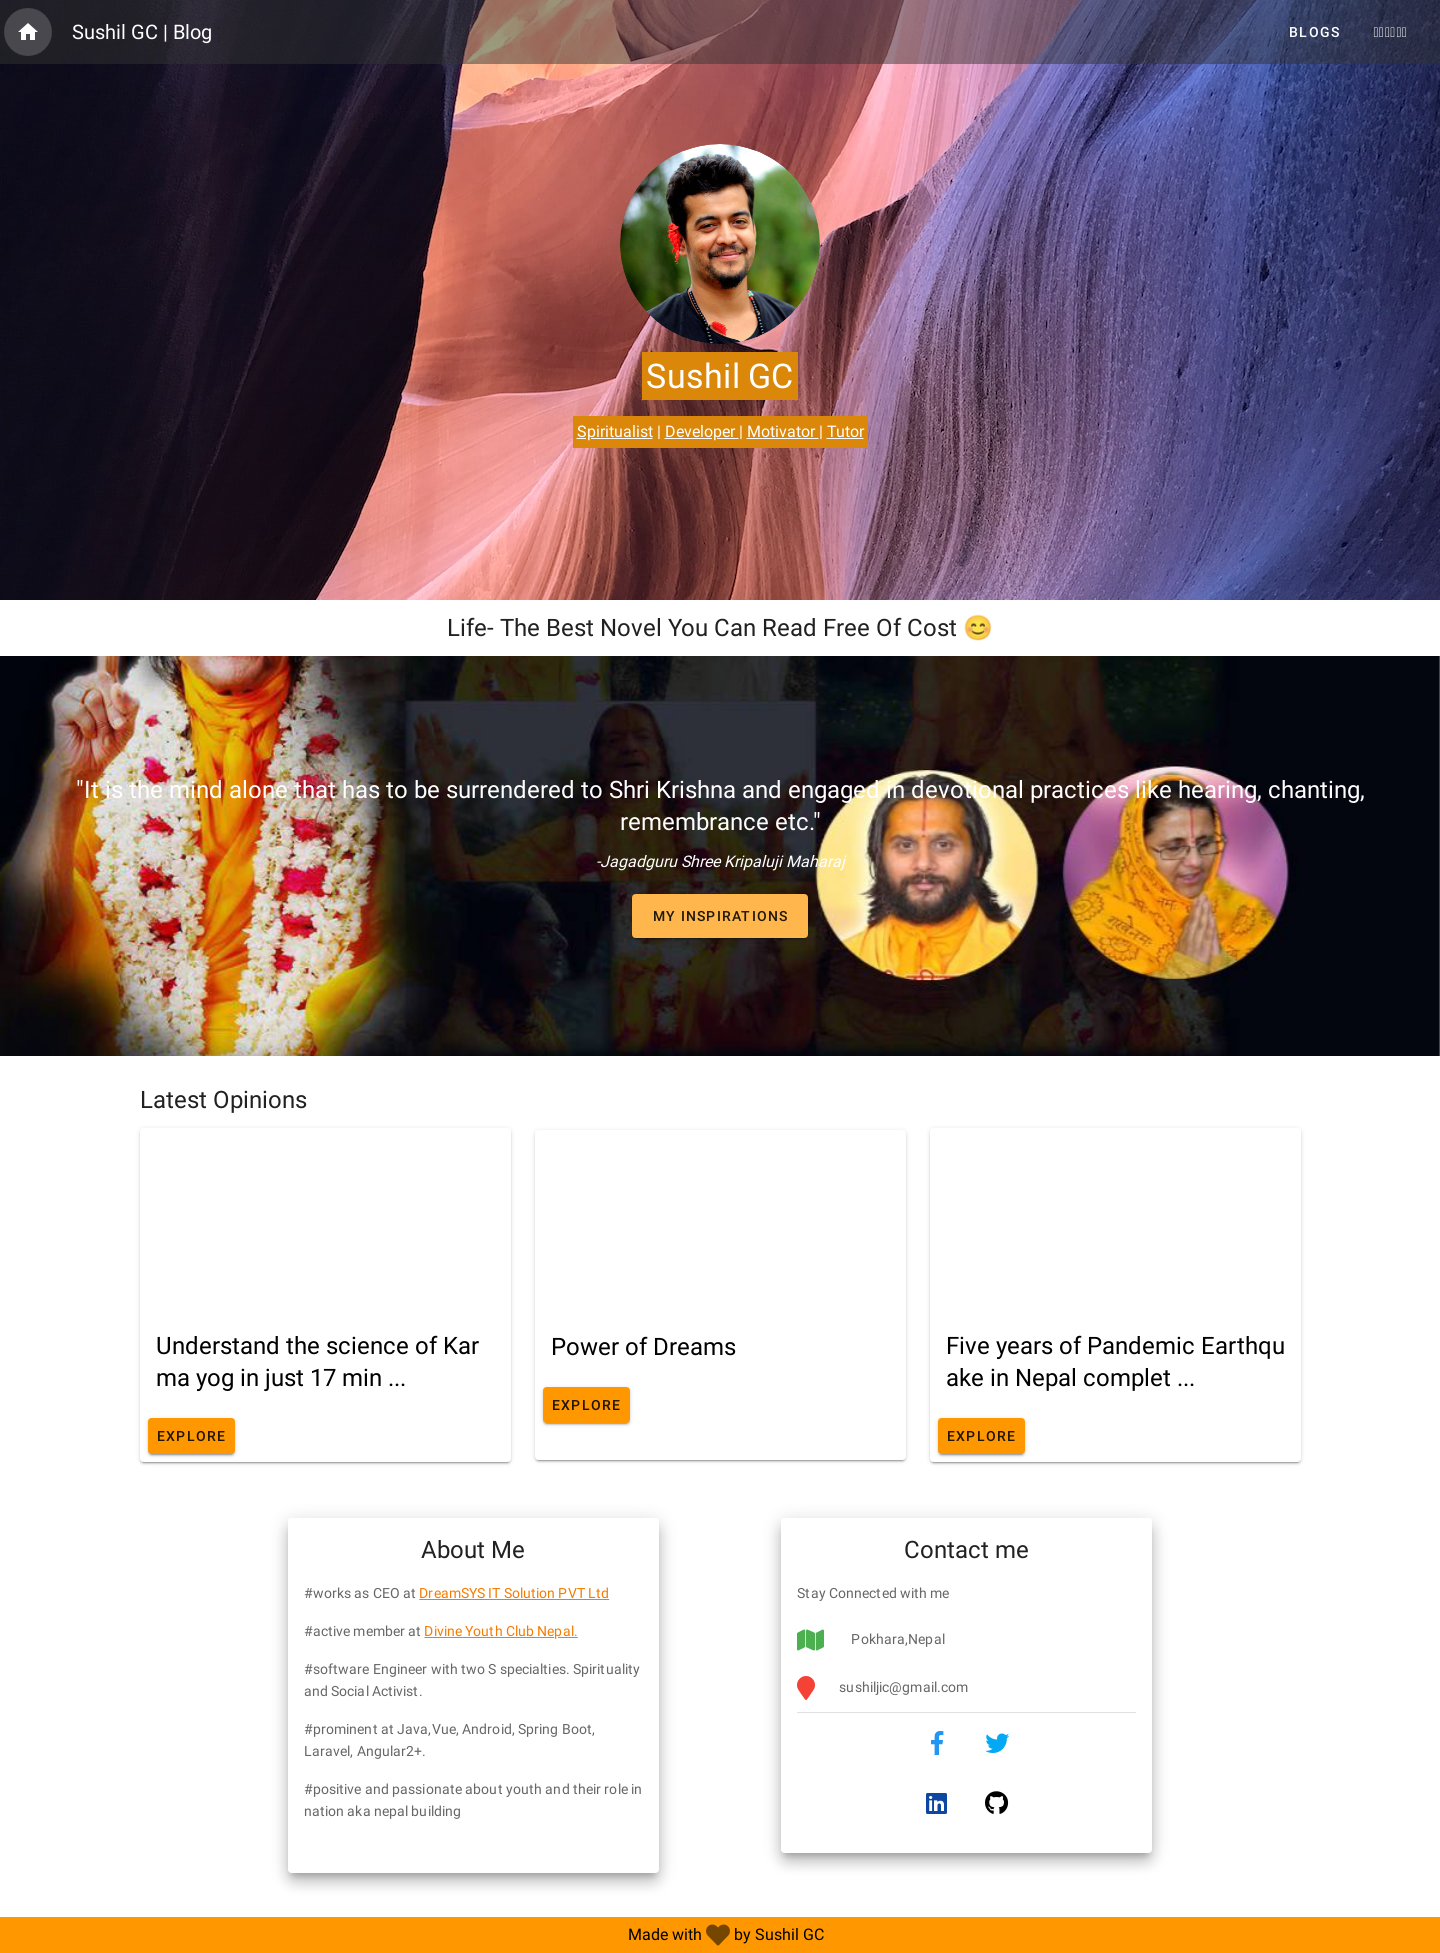 Sushil GC | Blog
BLOGS
Sushil GC
Spiritualist | Developer | Motivator | Tutor
Life- The Best Novel You Can Read Free Of Cost 😊
"It is the mind alone that has to be surrendered to Shri Krishna and engaged in devotional practices like hearing, chanting,
remembrance etc."
-Jagadguru Shree Kripaluji Maharaj
MY INSPIRATIONS
Latest Opinions
Understand the science of Kar
ma yog in just 17 min ...
EXPLORE
Power of Dreams
EXPLORE
Five years of Pandemic Earthqu
ake in Nepal complet ...
EXPLORE
About Me
#works as CEO at DreamSYS IT Solution PVT Ltd
#active member at Divine Youth Club Nepal.
#software Engineer with two S specialties. Spirituality
and Social Activist.
#prominent at Java,Vue, Android, Spring Boot,
Laravel, Angular2+.
#positive and passionate about youth and their role in
nation aka nepal building
Contact me
Stay Connected with me
Pokhara,Nepal
sushiljic@gmail.com
Made with by Sushil GC